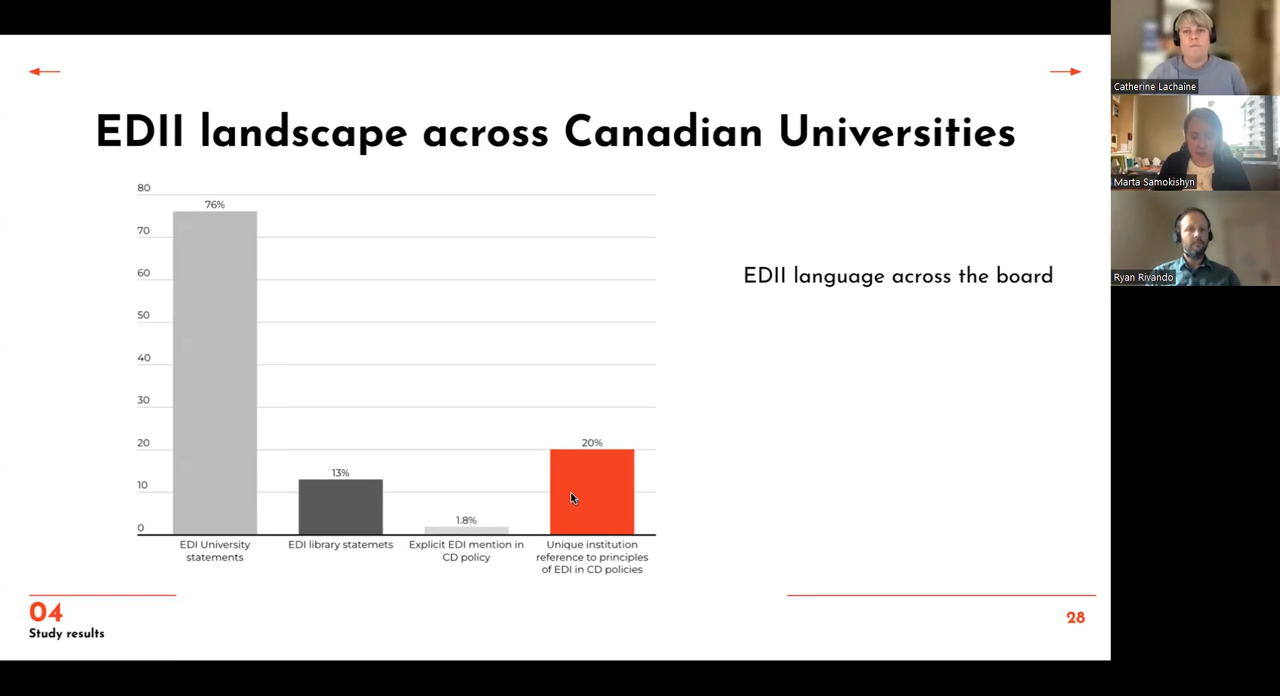 EDII landscape across Canadian Universities
80
70
60
50
40
30
20
10
0
76%
13%
1.8%
20%
EDI University
statements
EDI library statemets
Explicit EDI mention in
CD policy
Unique institution
reference to principles
of EDI in CD policies
EDII language across the board
04
Study results
28
Catherine Lachaîne
Marta Samokishyn
Ryan Rivando